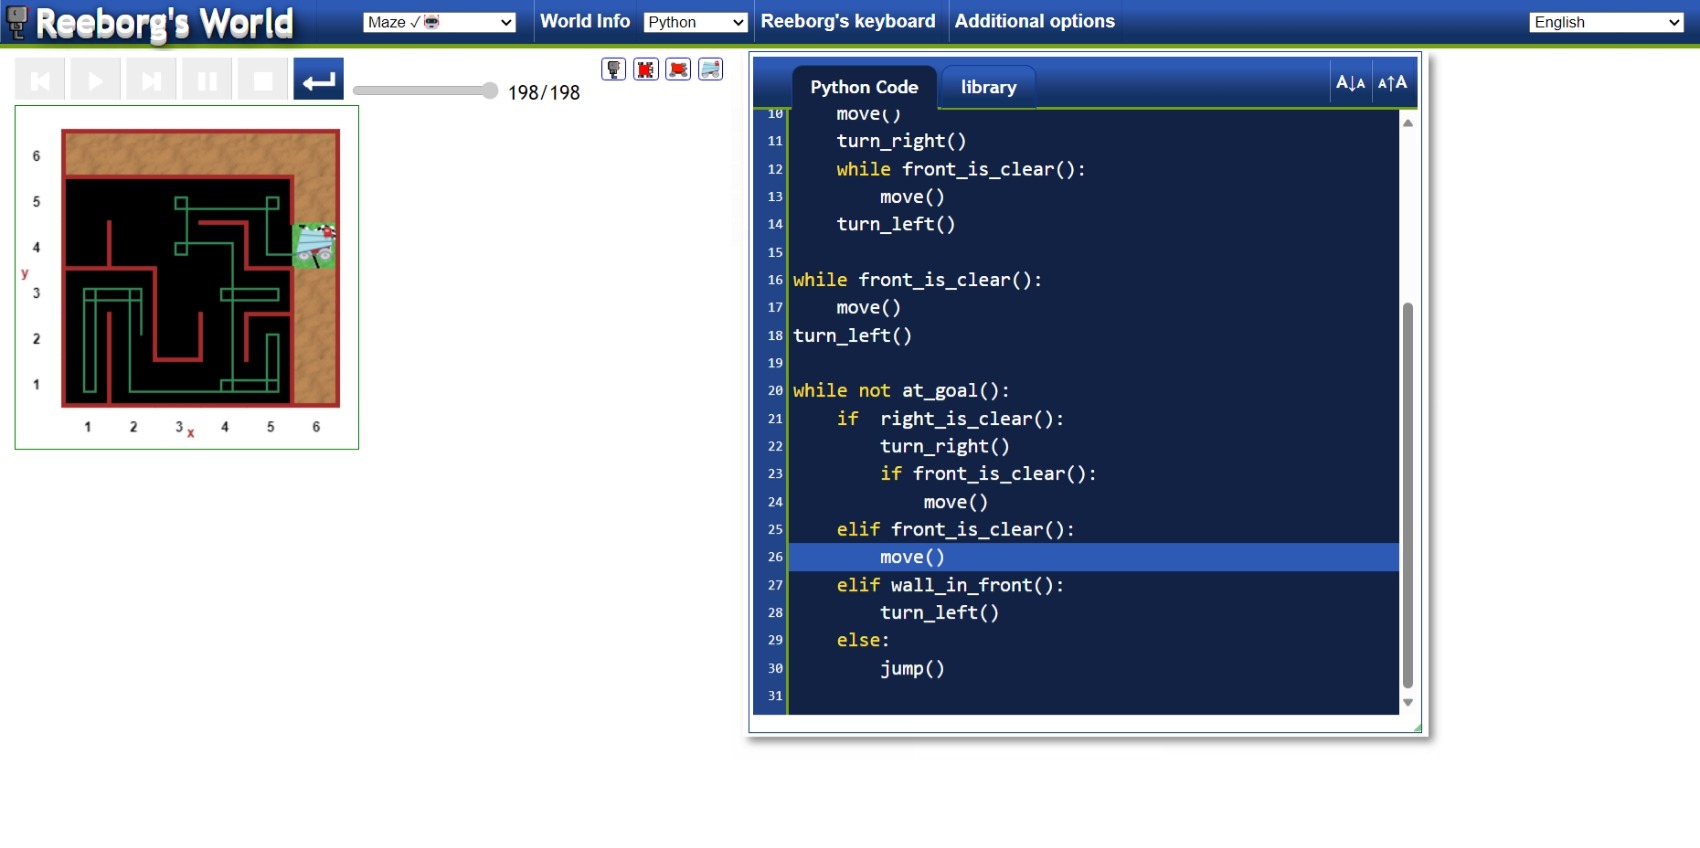 Reeborg's World
Maze ✓
World Info
Python
Reeborg's keyboard
Additional options
English
198/198
6
5
4
y
3
2
1
1 2 3 x 4 5 6
Python Code
library
A↓A A↑A
10 move()
11 turn_right()
12 while front_is_clear():
13 move()
14 turn_left()
15
16 while front_is_clear():
17 move()
18 turn_left()
19
20 while not at_goal():
21 if  right_is_clear():
22 turn_right()
23 if front_is_clear():
24 move()
25 elif front_is_clear():
26 move()
27 elif wall_in_front():
28 turn_left()
29 else:
30 jump()
31